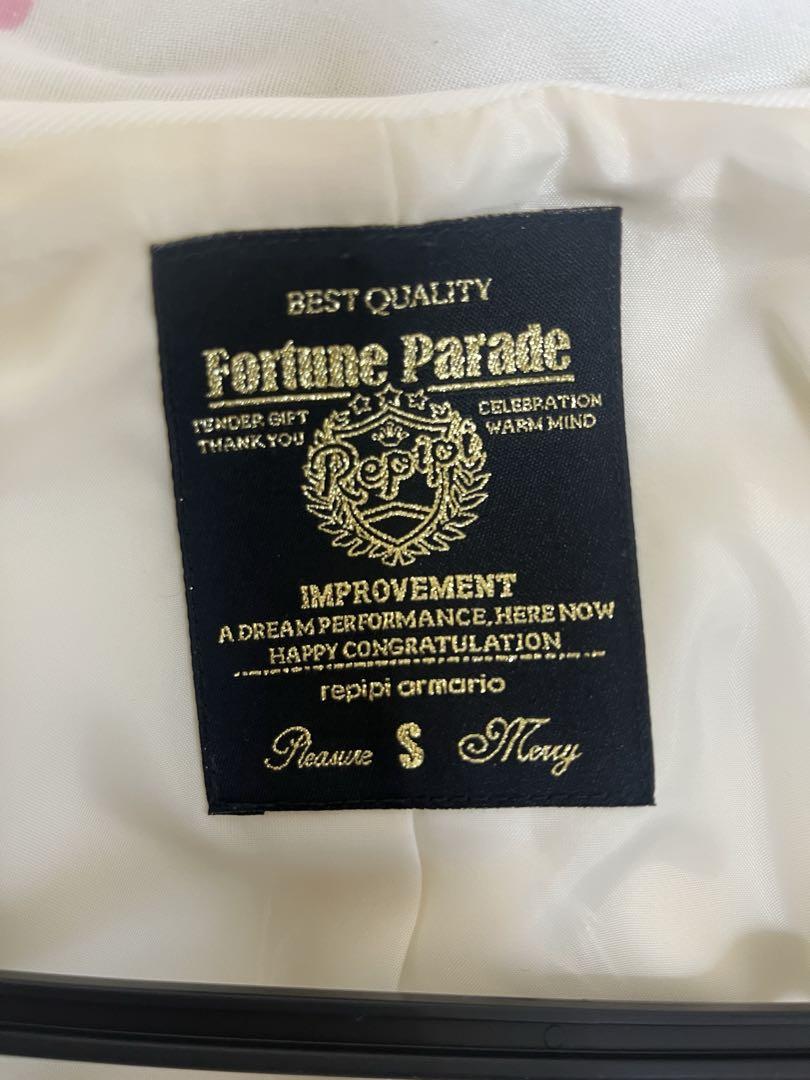 BEST QUALITY
Fortune Parade
TENDER GIFT
THANK YOU
CELEBRATION
WARM MIND
Repipi
IMPROVEMENT
A DREAM PERFORMANCE, HERE NOW
HAPPY CONGRATULATION
repipi armario
Pleasure S Merry